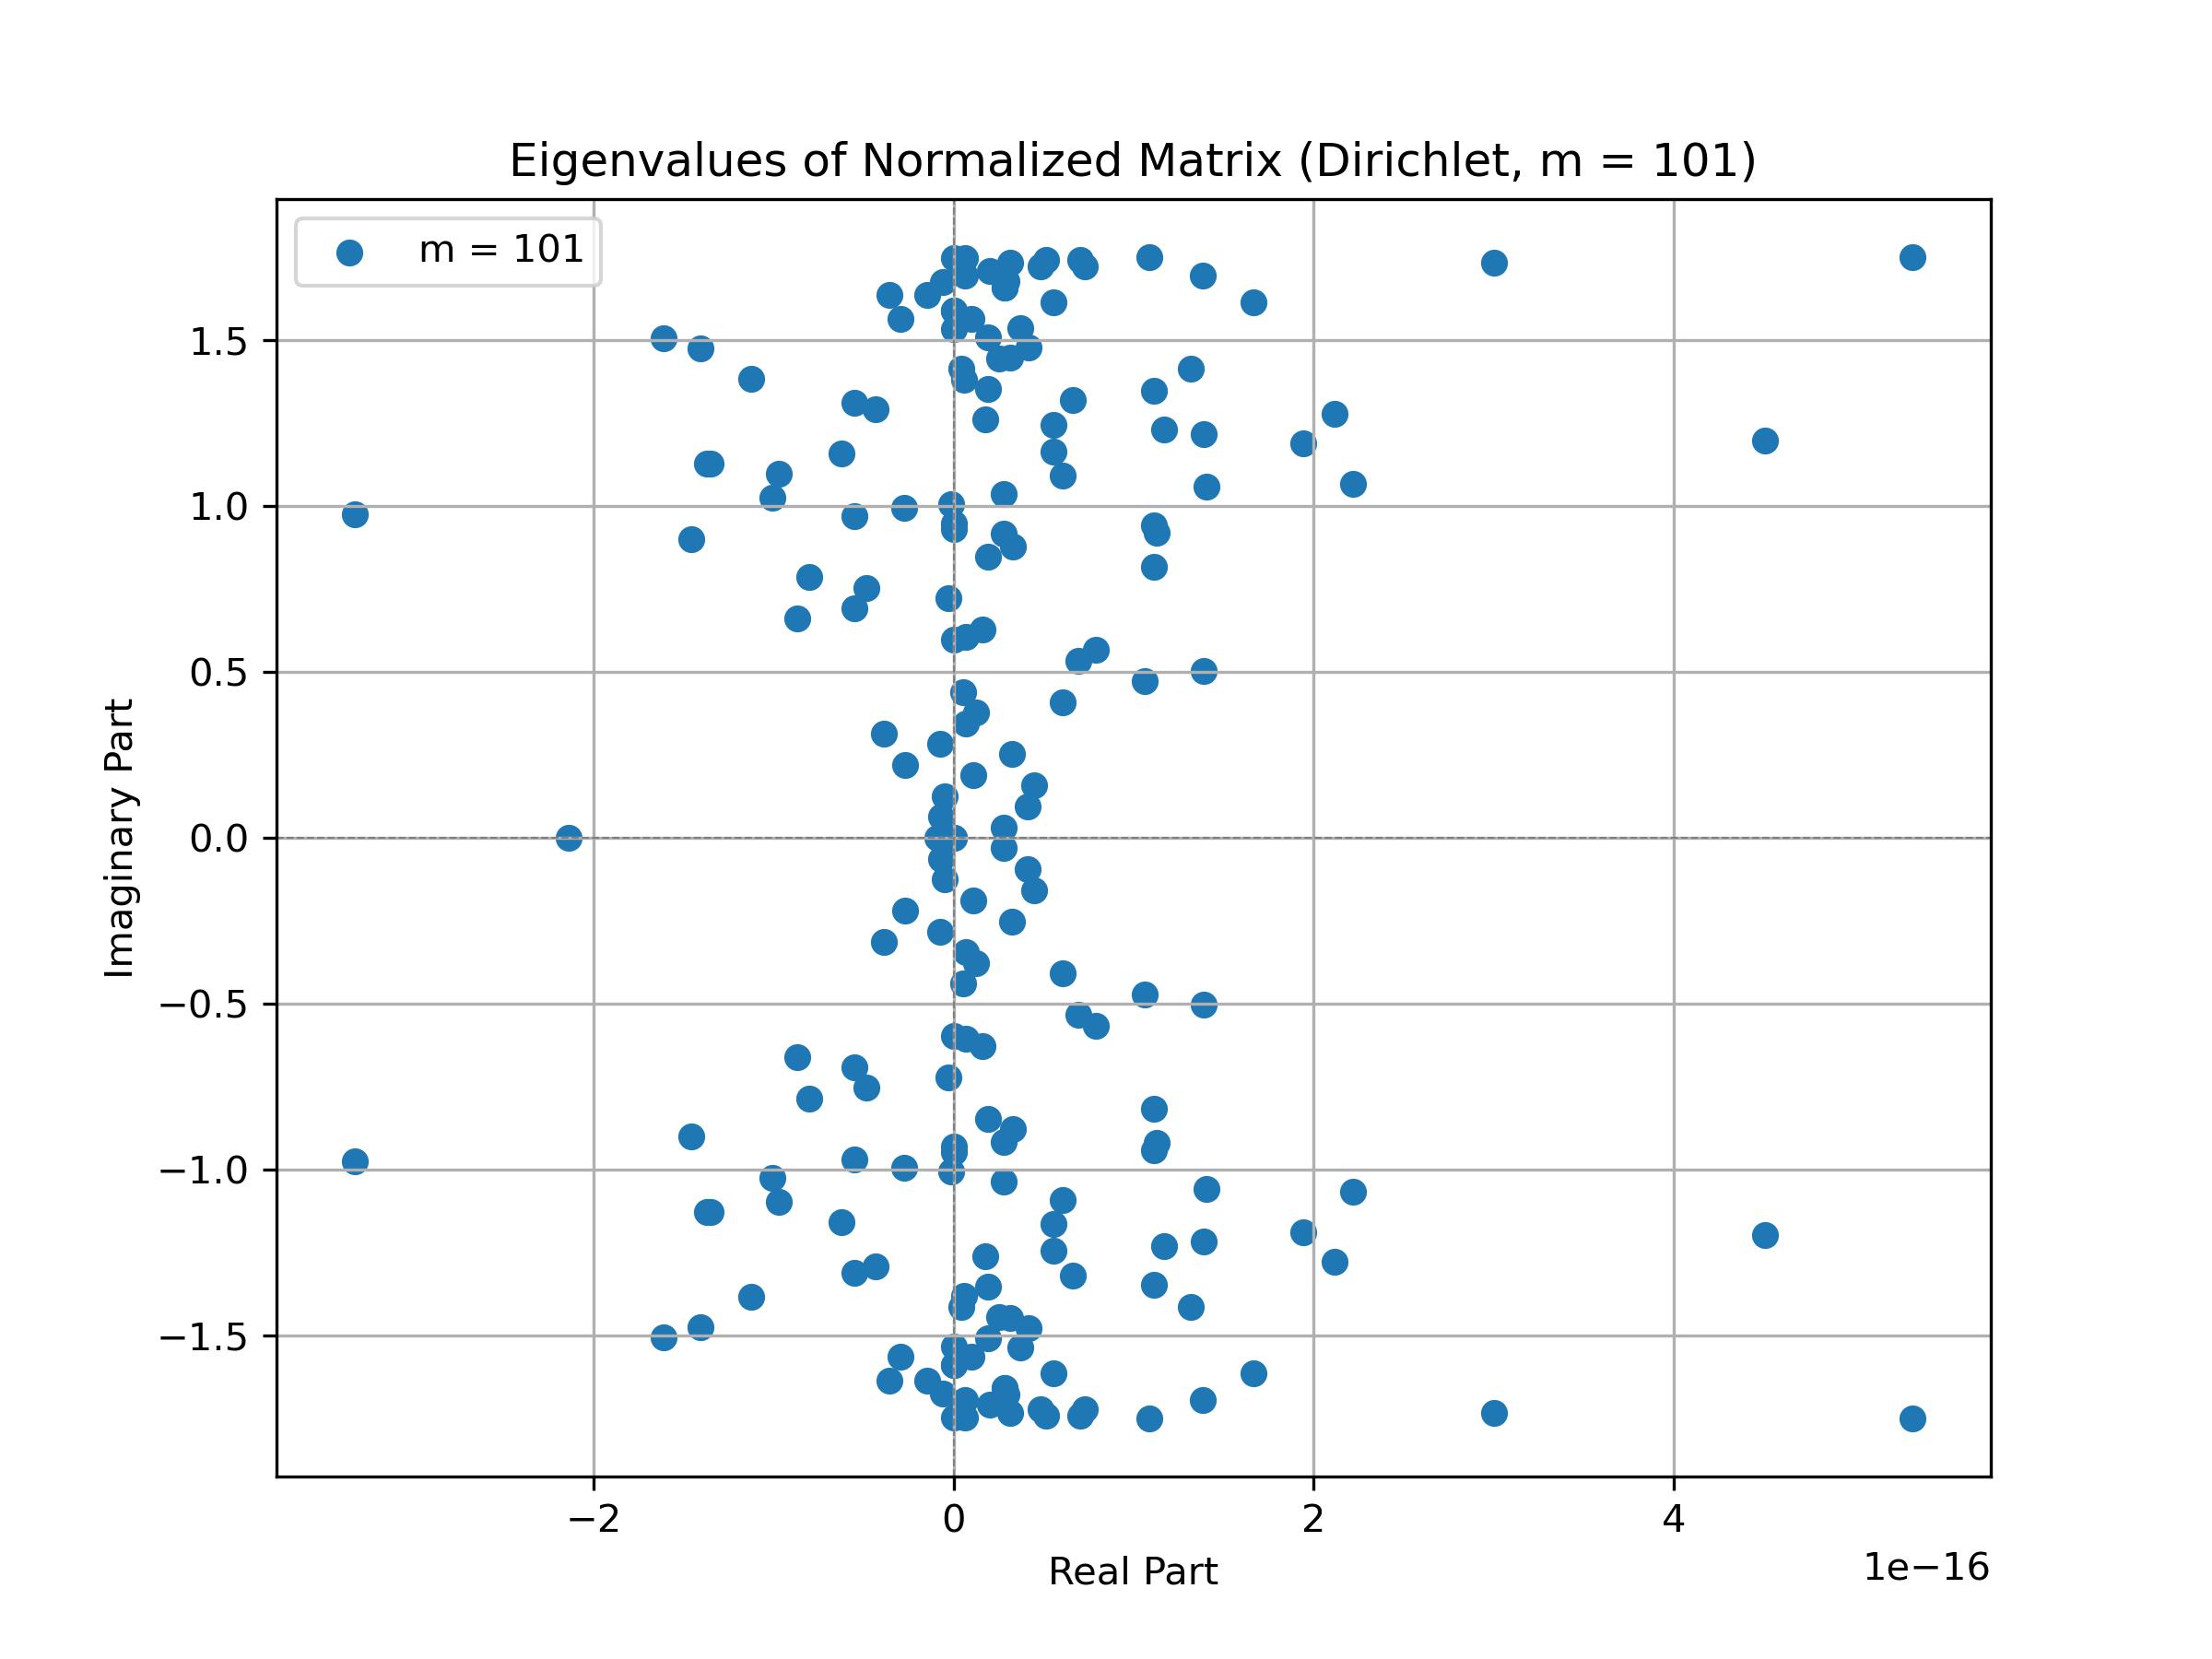 Eigenvalues of Normalized Matrix (Dirichlet, m = 101)
m = 101
1.5
1.0
0.5
0.0
−0.5
−1.0
−1.5
Imaginary Part
−2
0
2
4
Real Part
1e−16